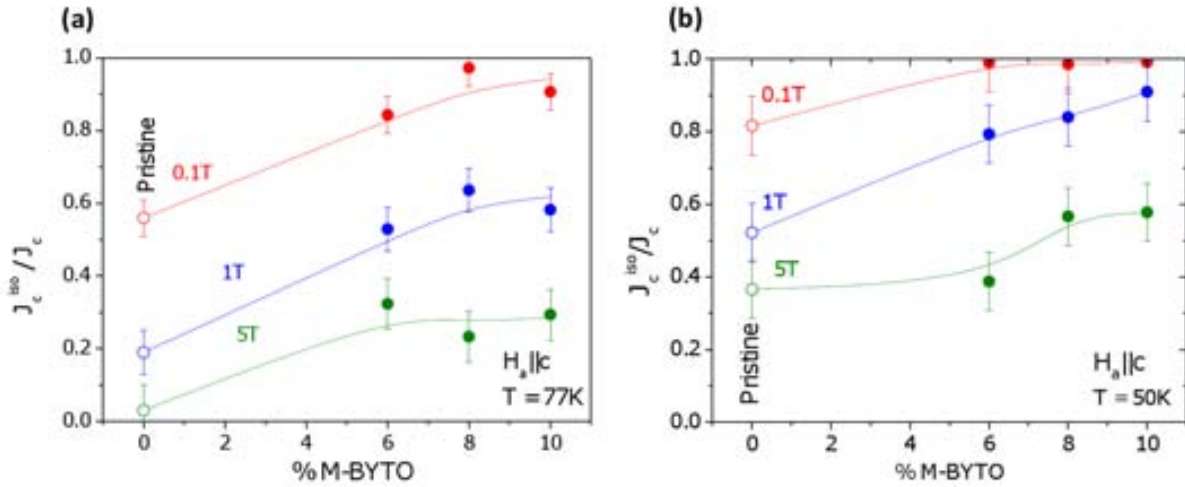 (a)
1.0
0.8
0.6
0.4
0.2
0.0
J_c^iso / J_c
Pristine
0.1T
1T
5T
H_a||c
T = 77K
0 2 4 6 8 10
% M-BYTO
(b)
1.0
0.8
0.6
0.4
0.2
0.0
J_c^iso/J_c
Pristine
0.1T
1T
5T
H_a||c
T = 50K
0 2 4 6 8 10
% M-BYTO